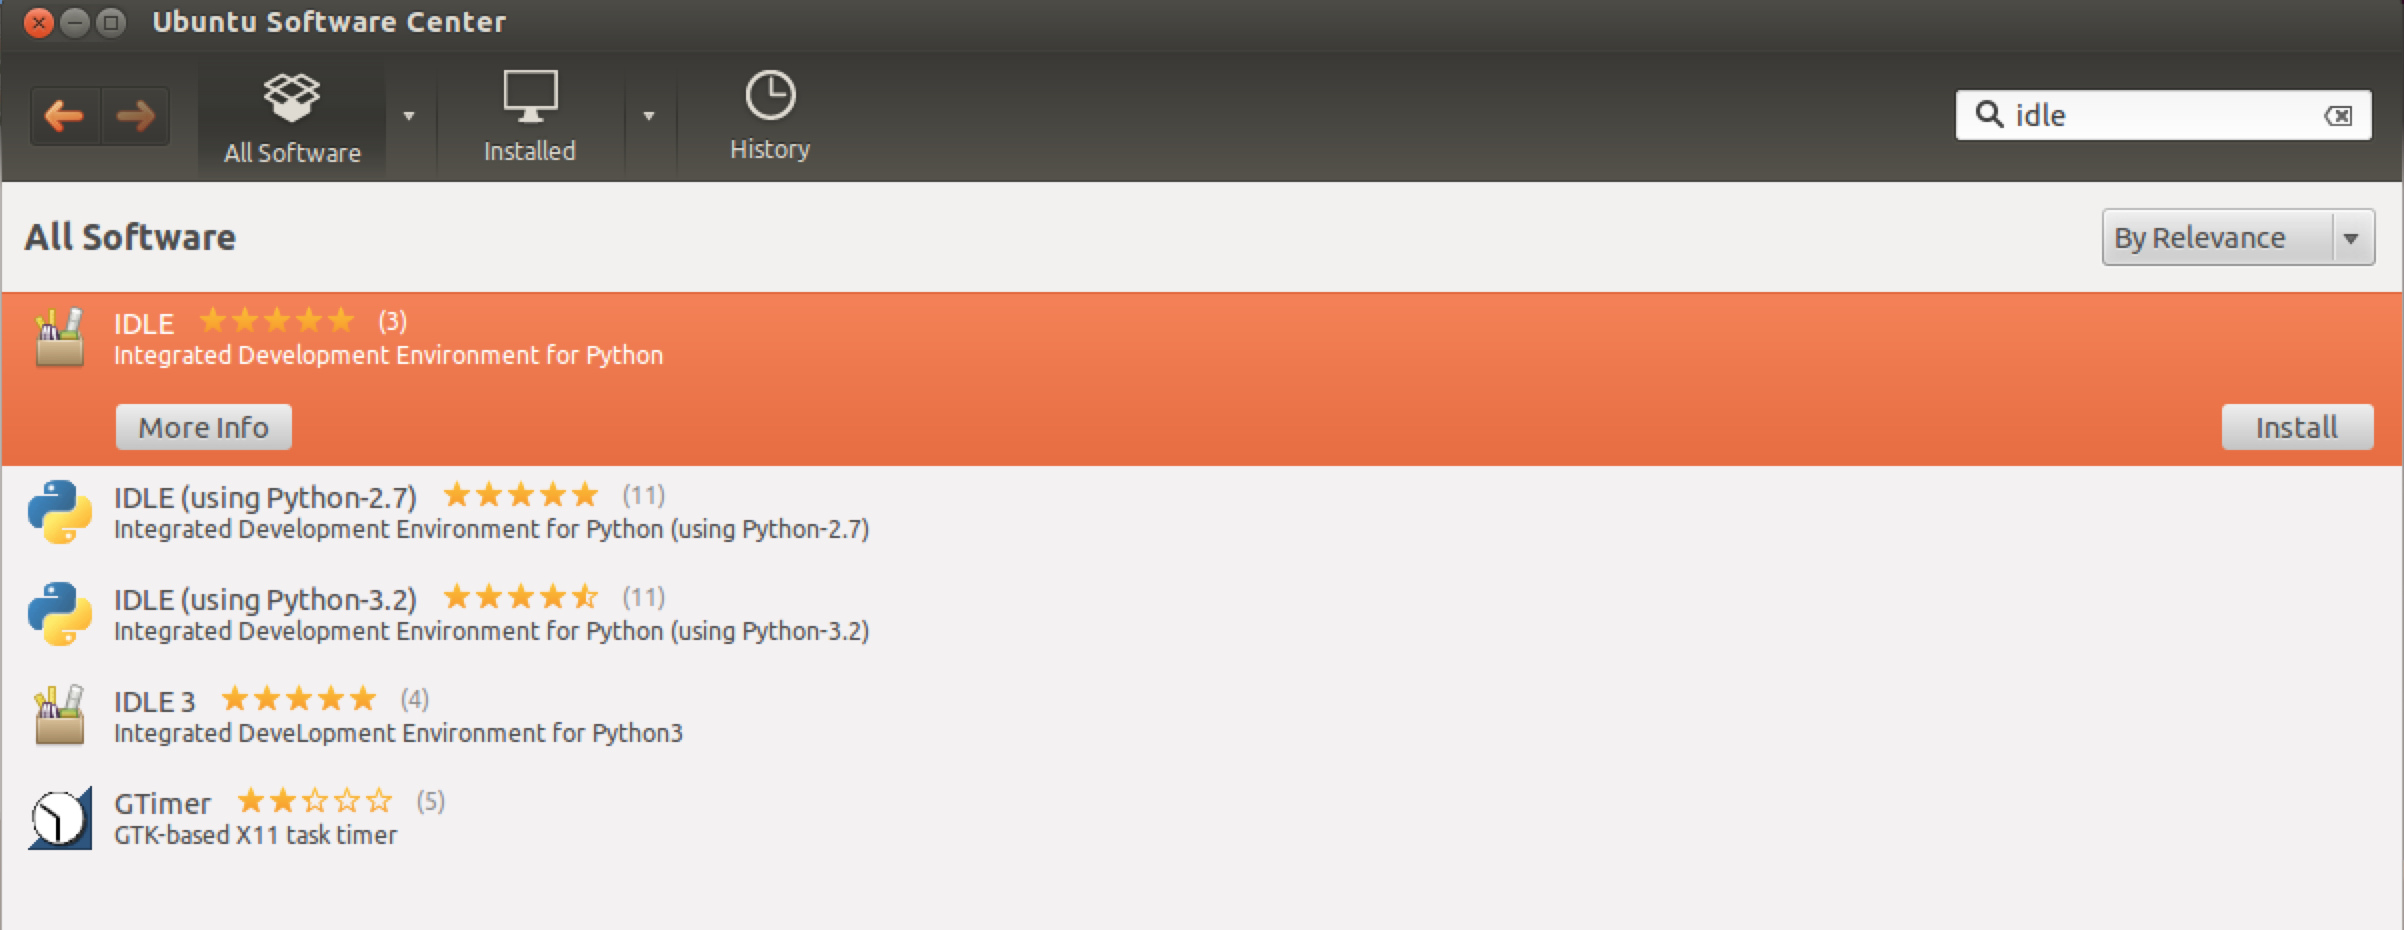 Ubuntu Software Center
All Software
Installed
History
idle
All Software
By Relevance
IDLE (3)
Integrated Development Environment for Python
More Info
Install
IDLE (using Python-2.7) (11)
Integrated Development Environment for Python (using Python-2.7)
IDLE (using Python-3.2) (11)
Integrated Development Environment for Python (using Python-3.2)
IDLE 3 (4)
Integrated DeveLopment Environment for Python3
GTimer (5)
GTK-based X11 task timer